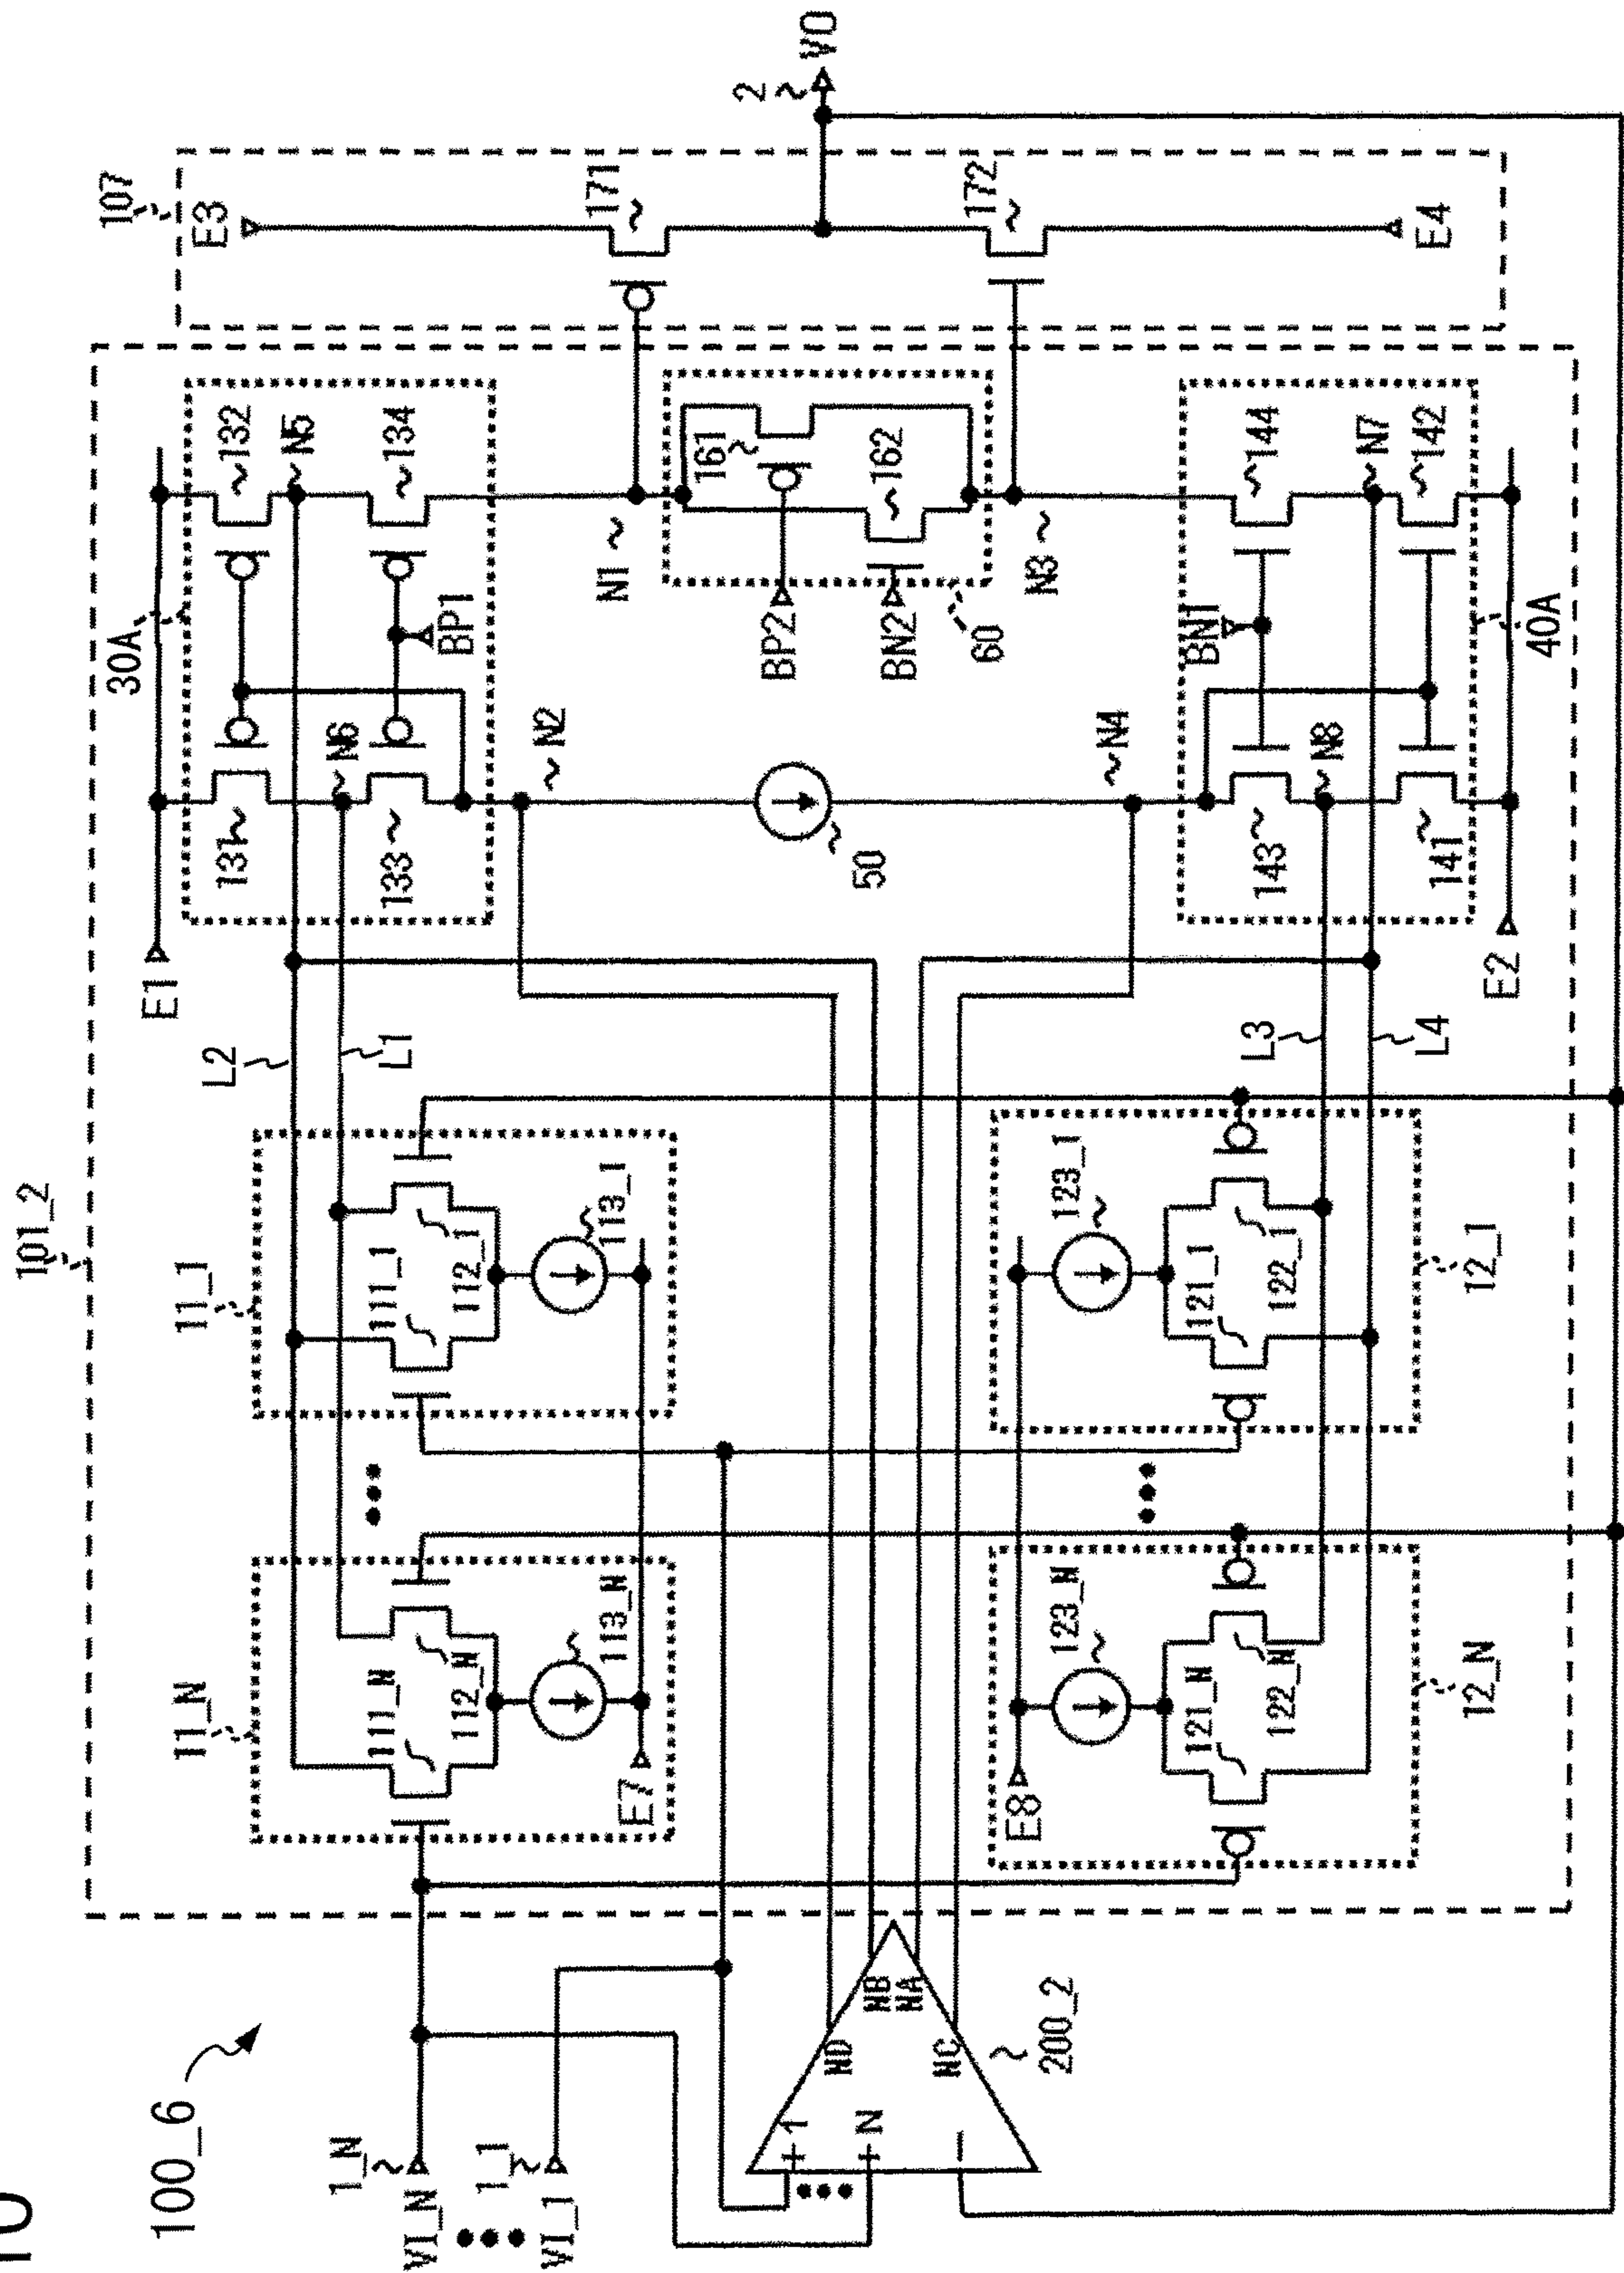 10
100_6
101_2
107
VI_N
1_N
VI_1
1_1
11_N
111_N
112_N
113_N
E7
11_1
111_1
112_1
113_1
L2
L1
E1
30A
131
132
133
134
N5
N6
BP1
N1
N2
50
BP2
BN2
161
162
60
N3
N4
BN1
143
144
N7
N8
141
142
40A
E2
L3
L4
E8
12_N
121_N
122_N
123_N
12_1
121_1
122_1
123_1
+1
+N
−
ND
NB
NA
NC
200_2
E3
171
172
E4
2
VO